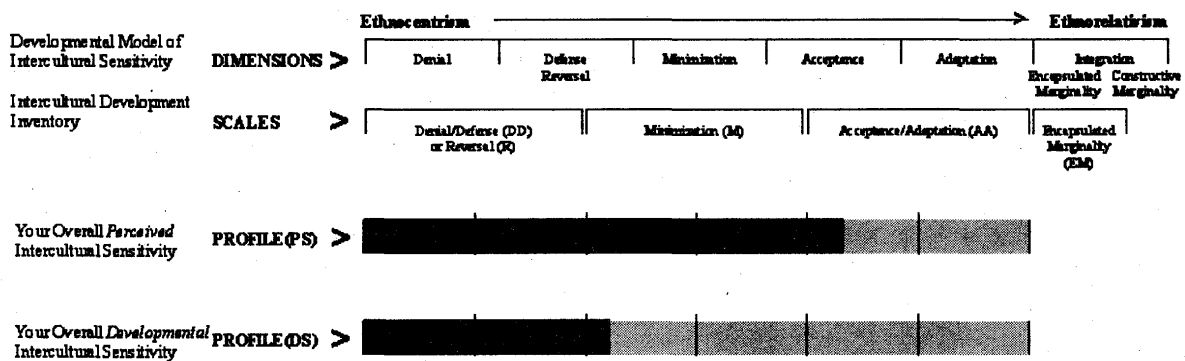 Ethnocentrism Ethnorelativism
Developmental Model of
Intercultural Sensitivity
DIMENSIONS >
Denial
Defense
Reversal
Minimization
Acceptance
Adaptation
Integration
Encapsulated Marginality
Constructive Marginality
Intercultural Development
Inventory
SCALES >
Denial/Defense (DD)
or Reversal (R)
Minimization (M)
Acceptance/Adaptation (AA)
Encapsulated
Marginality
(EM)
Your Overall Perceived
Intercultural Sensitivity
PROFILE(PS) >
Your Overall Developmental
Intercultural Sensitivity
PROFILE(DS) >